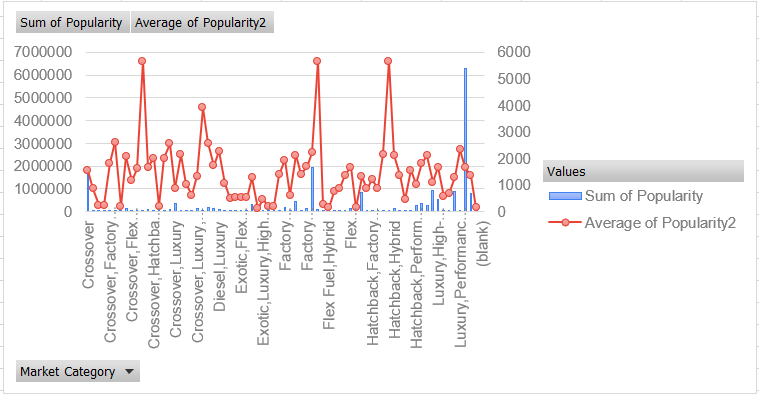 Sum of Popularity Average of Popularity2
7000000
6000000
5000000
4000000
3000000
2000000
1000000
0
6000
5000
4000
3000
2000
1000
0
Crossover
Crossover,Factory…
Crossover,Flex…
Crossover,Hatchba…
Crossover,Luxury
Crossover,Luxury,…
Diesel,Luxury
Exotic,Flex…
Exotic,Luxury,High…
Factory…
Factory…
Flex Fuel,Hybrid
Flex…
Hatchback,Factory…
Hatchback,Hybrid
Hatchback,Perform…
Luxury,High-…
Luxury,Performanc…
(blank)
Values
Sum of Popularity
Average of Popularity2
Market Category